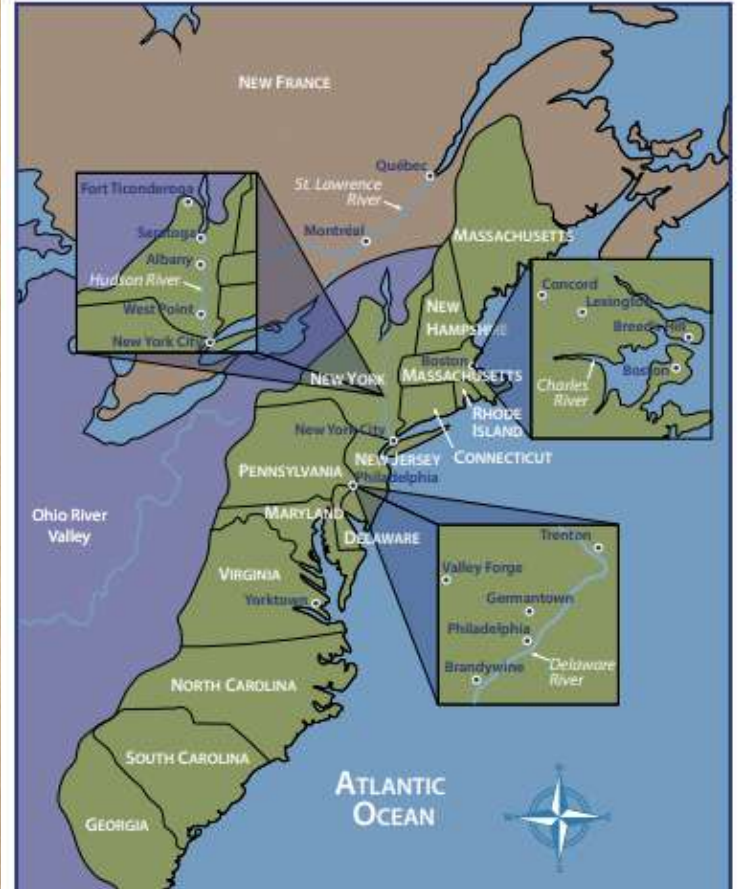 NEW FRANCE
Québec
St. Lawrence
River
Montréal
Fort Ticonderoga
Saratoga
Albany
Hudson River
West Point
New York City
MASSACHUSETTS
NEW
HAMPSHIRE
Concord
Lexington
Breeds Hill
Boston
Charles
River
Boston
MASSACHUSETTS
NEW YORK
RHODE
ISLAND
CONNECTICUT
New York City
NEW JERSEY
PENNSYLVANIA
Philadelphia
MARYLAND
DELAWARE
Ohio River
Valley
VIRGINIA
Yorktown
Trenton
Valley Forge
Germantown
Philadelphia
Brandywine
Delaware
River
NORTH CAROLINA
SOUTH CAROLINA
GEORGIA
ATLANTIC
OCEAN